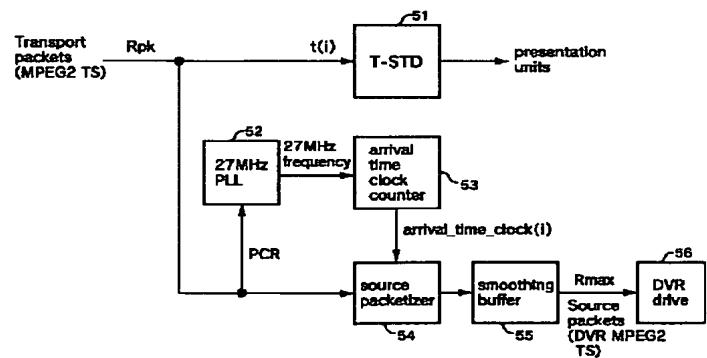 51
Transport
packets
(MPEG2 TS)
Rpk
t(i)
T-STD
presentation
units
52
27MHz
PLL
27MHz
frequency
arrival
time
clock
counter
53
arrival_time_clock(i)
PCR
source
packetizer
54
smoothing
buffer
55
Rmax
Source
packets
(DVR MPEG2
TS)
56
DVR
drive